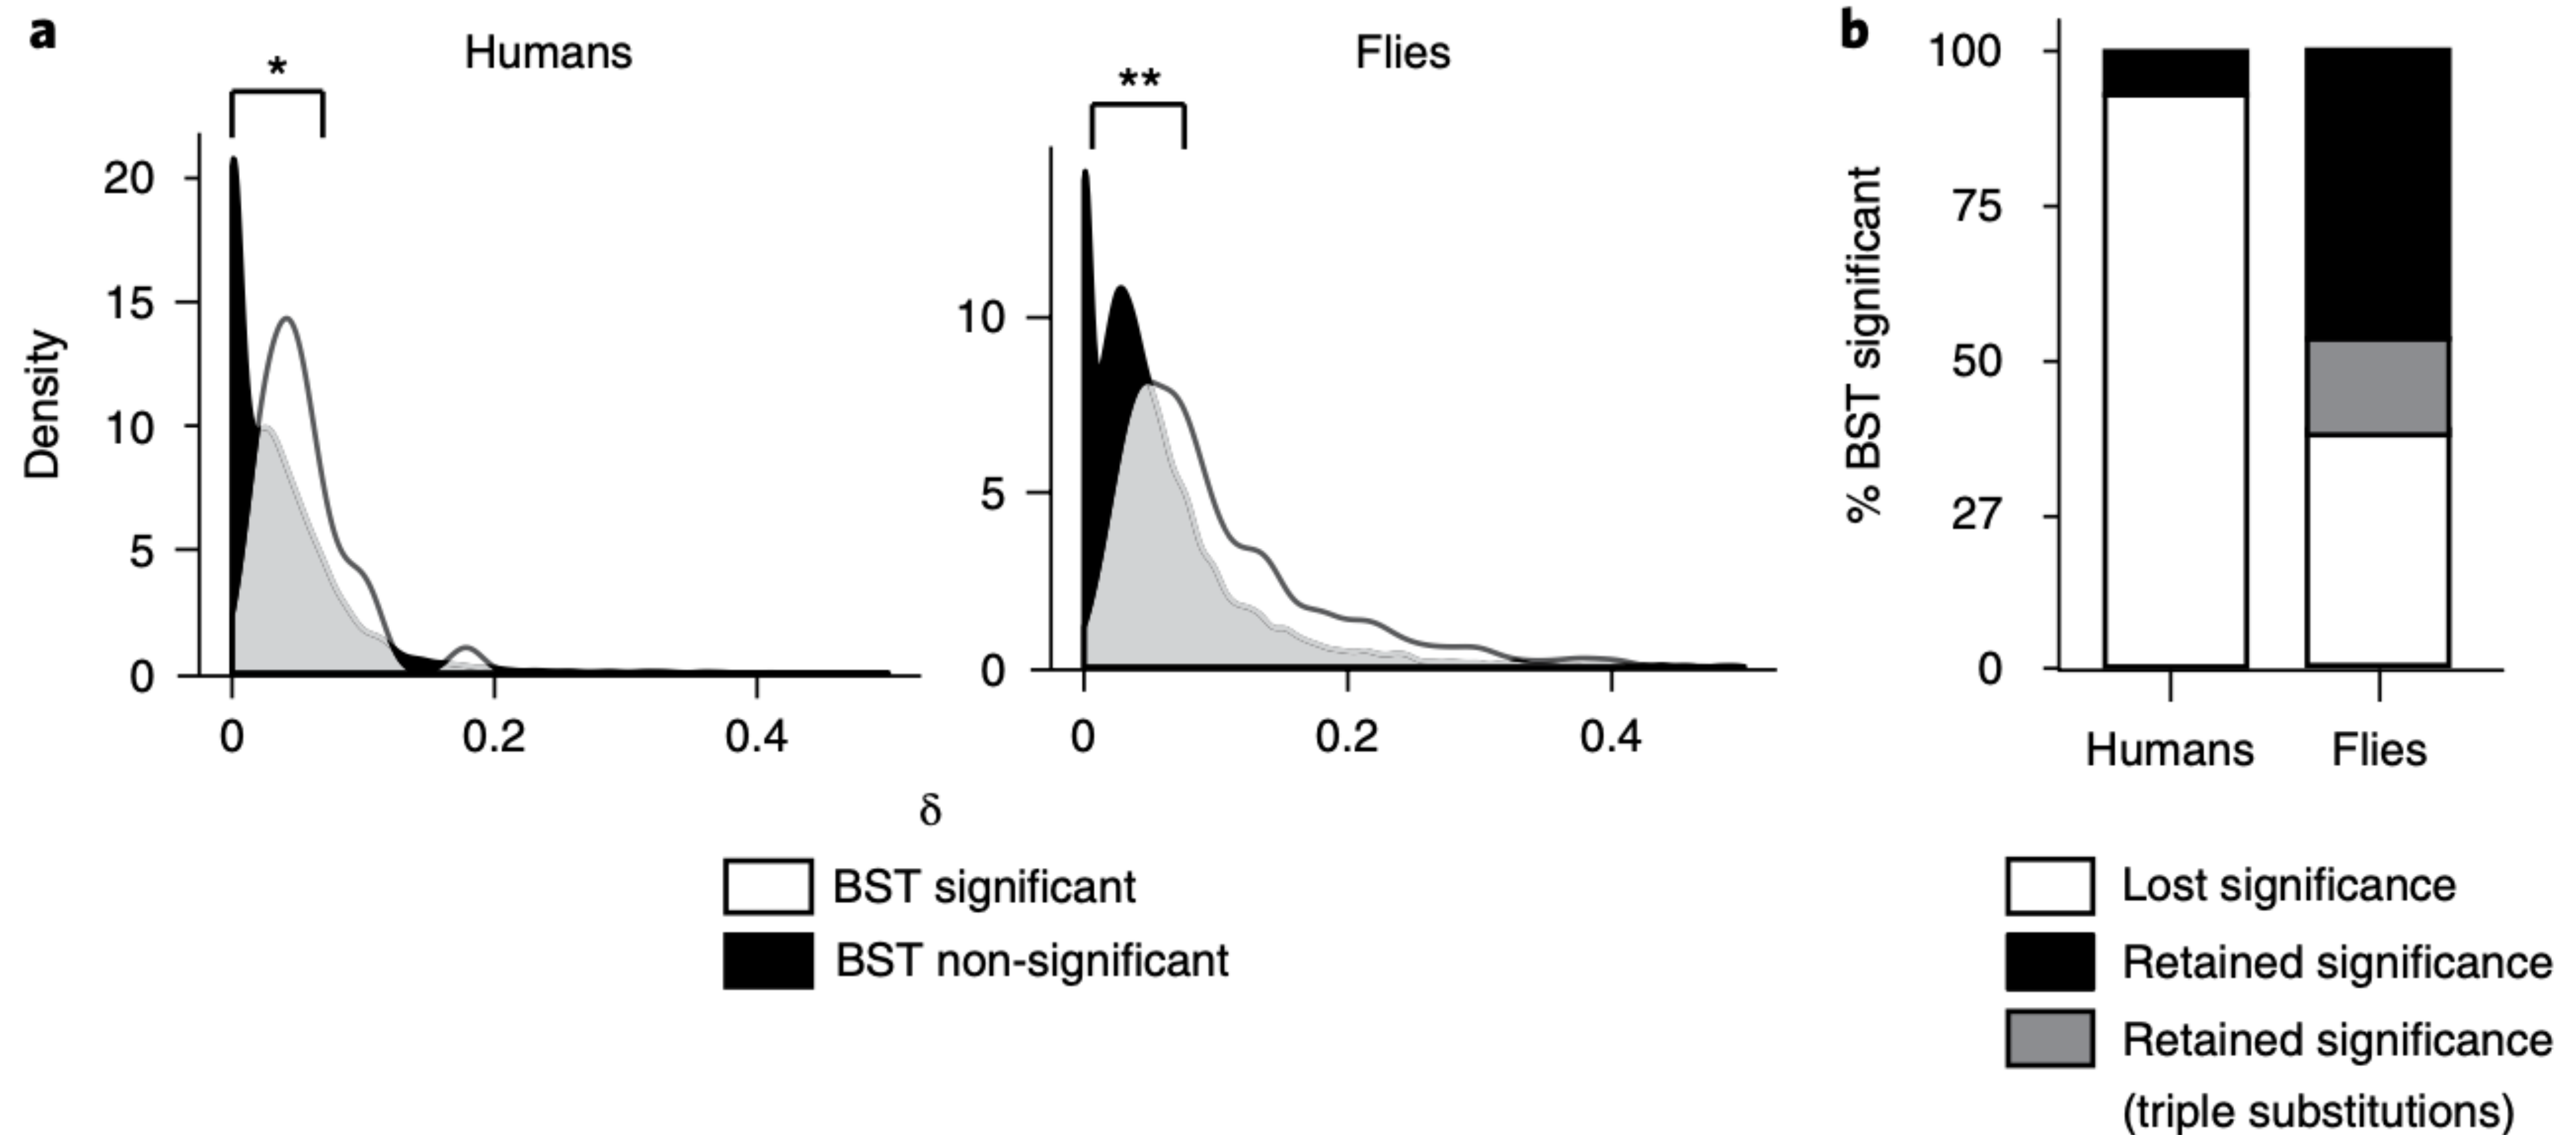 a
Humans
*
Density
20
15
10
5
0
0
0.2
0.4
Flies
**
10
5
0
0
0.2
0.4
δ
BST significant
BST non-significant
b
% BST significant
100
75
50
27
0
Humans
Flies
Lost significance
Retained significance
Retained significance
(triple substitutions)